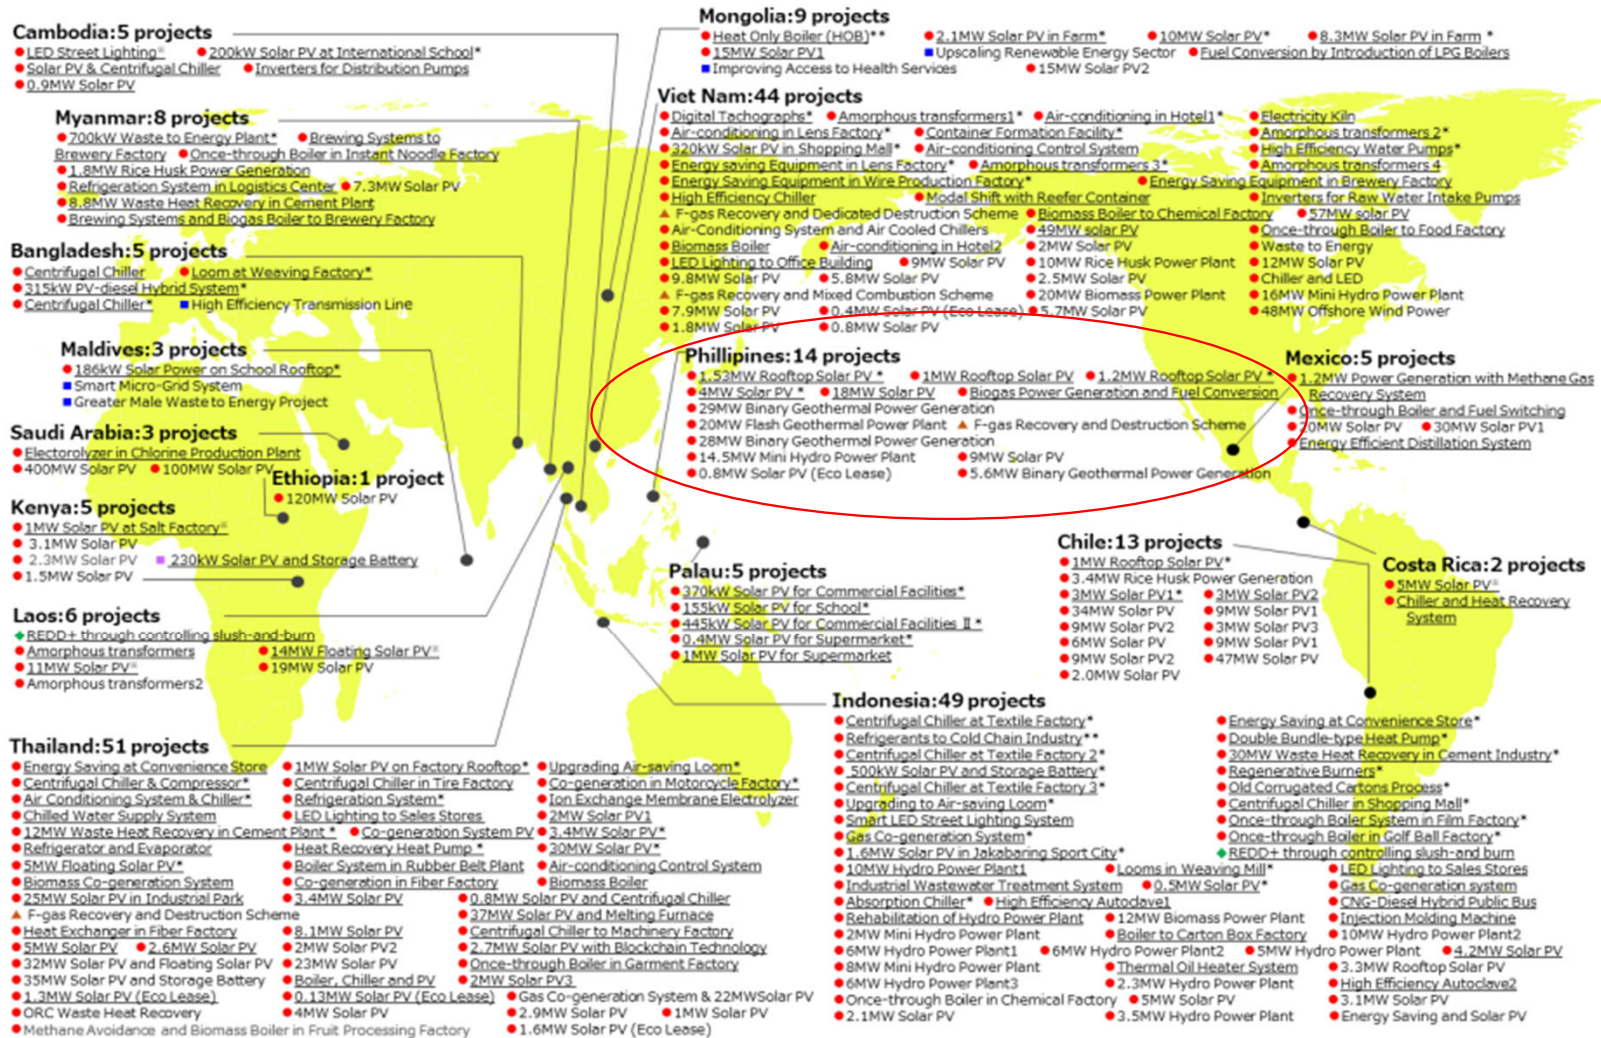 Cambodia:5 projects
LED Street Lighting※ 200kW Solar PV at International School*
Solar PV & Centrifugal Chiller Inverters for Distribution Pumps
0.9MW Solar PV
Mongolia:9 projects
Heat Only Boiler (HOB)** 2.1MW Solar PV in Farm* 10MW Solar PV* 8.3MW Solar PV in Farm *
15MW Solar PV1 Upscaling Renewable Energy Sector Fuel Conversion by Introduction of LPG Boilers
Improving Access to Health Services 15MW Solar PV2
Myanmar:8 projects
700kW Waste to Energy Plant* Brewing Systems to
Brewery Factory Once-through Boiler in Instant Noodle Factory
1.8MW Rice Husk Power Generation
Refrigeration System in Logistics Center 7.3MW Solar PV
8.8MW Waste Heat Recovery in Cement Plant
Brewing Systems and Biogas Boiler to Brewery Factory
Viet Nam:44 projects
Digital Tachographs* Amorphous transformers1* Air-conditioning in Hotel1* Electricity Kiln
Air-conditioning in Lens Factory* Container Formation Facility* Amorphous transformers 2*
320kW Solar PV in Shopping Mall* Air-conditioning Control System High Efficiency Water Pumps*
Energy saving Equipment in Lens Factory* Amorphous transformers 3* Amorphous transformers 4
Energy Saving Equipment in Wire Production Factory* Energy Saving Equipment in Brewery Factory
High Efficiency Chiller Modal Shift with Reefer Container Inverters for Raw Water Intake Pumps
F-gas Recovery and Dedicated Destruction Scheme Biomass Boiler to Chemical Factory 57MW solar PV
Air-Conditioning System and Air Cooled Chillers 49MW solar PV Once-through Boiler to Food Factory
Biomass Boiler Air-conditioning in Hotel2 2MW Solar PV Waste to Energy
LED Lighting to Office Building 9MW Solar PV 10MW Rice Husk Power Plant 12MW Solar PV
9.8MW Solar PV 5.8MW Solar PV 2.5MW Solar PV Chiller and LED
F-gas Recovery and Mixed Combustion Scheme 20MW Biomass Power Plant 16MW Mini Hydro Power Plant
7.9MW Solar PV 0.4MW Solar PV (Eco Lease) 5.7MW Solar PV 48MW Offshore Wind Power
1.8MW Solar PV 0.8MW Solar PV
Bangladesh:5 projects
Centrifugal Chiller Loom at Weaving Factory*
315kW PV-diesel Hybrid System*
Centrifugal Chiller* High Efficiency Transmission Line
Maldives:3 projects
186kW Solar Power on School Rooftop*
Smart Micro-Grid System
Greater Male Waste to Energy Project
Phillipines:14 projects
1.53MW Rooftop Solar PV * 1MW Rooftop Solar PV 1.2MW Rooftop Solar PV *
4MW Solar PV * 18MW Solar PV Biogas Power Generation and Fuel Conversion
29MW Binary Geothermal Power Generation
20MW Flash Geothermal Power Plant F-gas Recovery and Destruction Scheme
28MW Binary Geothermal Power Generation
14.5MW Mini Hydro Power Plant 9MW Solar PV
0.8MW Solar PV (Eco Lease) 5.6MW Binary Geothermal Power Generation
Mexico:5 projects
1.2MW Power Generation with Methane Gas
Recovery System
Once-through Boiler and Fuel Switching
20MW Solar PV 30MW Solar PV1
Energy Efficient Distillation System
Saudi Arabia:3 projects
Electorolyzer in Chlorine Production Plant
400MW Solar PV 100MW Solar PV
Ethiopia:1 project
120MW Solar PV
Kenya:5 projects
1MW Solar PV at Salt Factory※
3.1MW Solar PV
2.3MW Solar PV 230kW Solar PV and Storage Battery
1.5MW Solar PV
Laos:6 projects
REDD+ through controlling slush-and-burn
Amorphous transformers 14MW Floating Solar PV※
11MW Solar PV※ 19MW Solar PV
Amorphous transformers2
Palau:5 projects
370kW Solar PV for Commercial Facilities*
155kW Solar PV for School*
445kW Solar PV for Commercial Facilities Ⅱ*
0.4MW Solar PV for Supermarket*
1MW Solar PV for Supermarket
Chile:13 projects
1MW Rooftop Solar PV*
3.4MW Rice Husk Power Generation
3MW Solar PV1* 3MW Solar PV2
34MW Solar PV 9MW Solar PV1
9MW Solar PV2 3MW Solar PV3
6MW Solar PV 9MW Solar PV1
9MW Solar PV2 47MW Solar PV
2.0MW Solar PV
Costa Rica:2 projects
5MW Solar PV※
Chiller and Heat Recovery
System
Thailand:51 projects
Energy Saving at Convenience Store 1MW Solar PV on Factory Rooftop* Upgrading Air-saving Loom*
Centrifugal Chiller & Compressor* Centrifugal Chiller in Tire Factory Co-generation in Motorcycle Factory*
Air Conditioning System & Chiller* Refrigeration System* Ion Exchange Membrane Electrolyzer
Chilled Water Supply System LED Lighting to Sales Stores 2MW Solar PV1
12MW Waste Heat Recovery in Cement Plant * Co-generation System PV 3.4MW Solar PV*
Refrigerator and Evaporator Heat Recovery Heat Pump * 30MW Solar PV*
5MW Floating Solar PV* Boiler System in Rubber Belt Plant Air-conditioning Control System
Biomass Co-generation System Co-generation in Fiber Factory Biomass Boiler
25MW Solar PV in Industrial Park 3.4MW Solar PV 0.8MW Solar PV and Centrifugal Chiller
F-gas Recovery and Destruction Scheme 37MW Solar PV and Melting Furnace
Heat Exchanger in Fiber Factory 8.1MW Solar PV Centrifugal Chiller to Machinery Factory
5MW Solar PV 2.6MW Solar PV 2MW Solar PV2 2.7MW Solar PV with Blockchain Technology
32MW Solar PV and Floating Solar PV 23MW Solar PV Once-through Boiler in Garment Factory
35MW Solar PV and Storage Battery Boiler, Chiller and PV 2MW Solar PV3
1.3MW Solar PV (Eco Lease) 0.13MW Solar PV (Eco Lease) Gas Co-generation System & 22MWSolar PV
ORC Waste Heat Recovery 4MW Solar PV 2.9MW Solar PV 1MW Solar PV
Methane Avoidance and Biomass Boiler in Fruit Processing Factory 1.6MW Solar PV (Eco Lease)
Indonesia:49 projects
Centrifugal Chiller at Textile Factory* Energy Saving at Convenience Store*
Refrigerants to Cold Chain Industry** Double Bundle-type Heat Pump*
Centrifugal Chiller at Textile Factory 2* 30MW Waste Heat Recovery in Cement Industry*
500kW Solar PV and Storage Battery* Regenerative Burners*
Centrifugal Chiller at Textile Factory 3* Old Corrugated Cartons Process*
Upgrading to Air-saving Loom* Centrifugal Chiller in Shopping Mall*
Smart LED Street Lighting System Once-through Boiler System in Film Factory*
Gas Co-generation System* Once-through Boiler in Golf Ball Factory*
1.6MW Solar PV in Jakabaring Sport City* REDD+ through controlling slush-and burn
10MW Hydro Power Plant1 Looms in Weaving Mill* LED Lighting to Sales Stores
Industrial Wastewater Treatment System 0.5MW Solar PV* Gas Co-generation system
Absorption Chiller* High Efficiency Autoclave1 CNG-Diesel Hybrid Public Bus
Rehabilitation of Hydro Power Plant 12MW Biomass Power Plant Injection Molding Machine
2MW Mini Hydro Power Plant Boiler to Carton Box Factory 10MW Hydro Power Plant2
6MW Hydro Power Plant1 6MW Hydro Power Plant2 5MW Hydro Power Plant 4.2MW Solar PV
8MW Mini Hydro Power Plant Thermal Oil Heater System 3.3MW Rooftop Solar PV
6MW Hydro Power Plant3 2.3MW Hydro Power Plant High Efficiency Autoclave2
Once-through Boiler in Chemical Factory 5MW Solar PV 3.1MW Solar PV
2.1MW Solar PV 3.5MW Hydro Power Plant Energy Saving and Solar PV